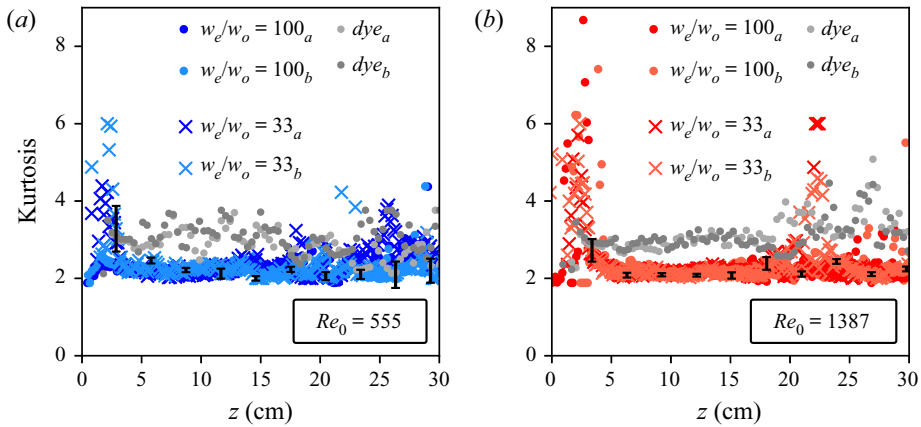 (a)
8
6
4
2
0
Kurtosis
w_e/w_o = 100_a
w_e/w_o = 100_b
w_e/w_o = 33_a
w_e/w_o = 33_b
dye_a
dye_b
Re_0 = 555
0 5 10 15 20 25 30
z (cm)
(b)
8
6
4
2
0
w_e/w_o = 100_a
w_e/w_o = 100_b
w_e/w_o = 33_a
w_e/w_o = 33_b
dye_a
dye_b
Re_0 = 1387
0 5 10 15 20 25 30
z (cm)